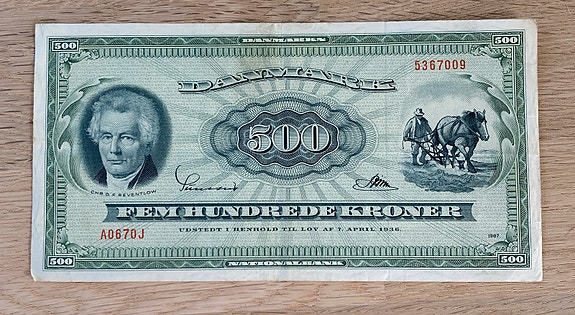 DANMARKS
500
500
5367009
DANMARK
500
CHR. D. F. REVENTLOW
FEM HUNDREDE KRONER
A0670J
UDSTEDT I HENHOLD TIL LOV AF 7. APRIL 1936.
1967
500
500
NATIONALBANK